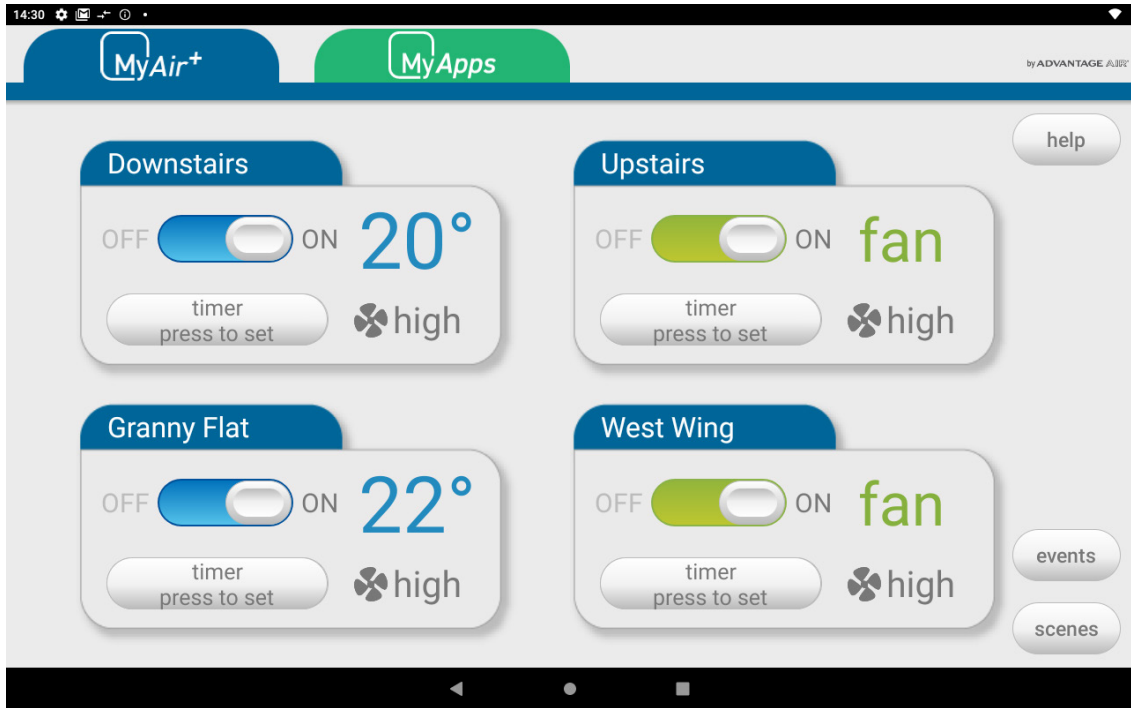 14:30
MyAir+
MyApps
by ADVANTAGE AIR
help
Downstairs
OFF ON 20°
timer
press to set
high
Upstairs
OFF ON fan
timer
press to set
high
Granny Flat
OFF ON 22°
timer
press to set
high
West Wing
OFF ON fan
timer
press to set
high
events
scenes